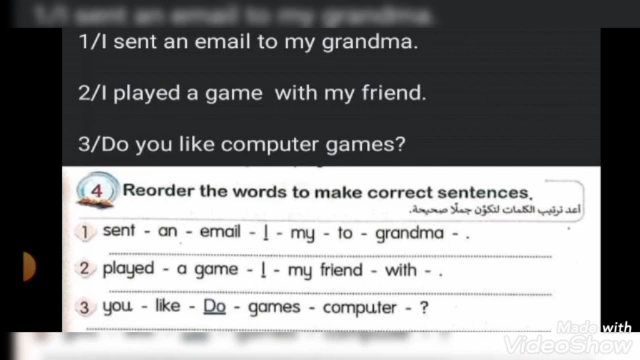 1/I sent an email to my grandma.
2/I played a game with my friend.
3/Do you like computer games?
4 Reorder the words to make correct sentences.
أعد ترتيب الكلمات لتكوّن جملًا صحيحة.
1 sent - an - email - I - my - to - grandma - .
2 played - a game - I - my friend - with - .
3 you - like - Do - games - computer - ?
Made with
VideoShow